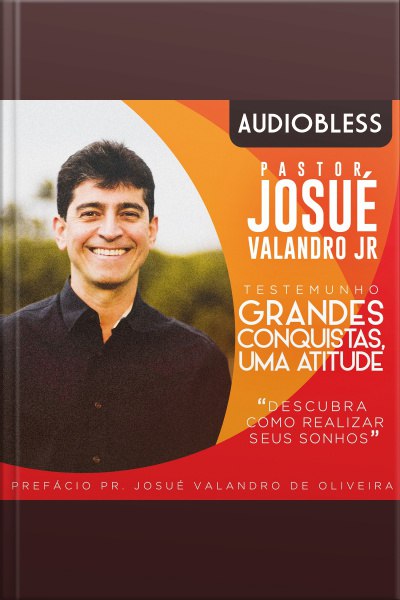 AUDIOBLESS
PASTOR
JOSUÉ
VALANDRO JR
TESTEMUNHO
GRANDES
CONQUISTAS,
UMA ATITUDE
“DESCUBRA
COMO REALIZAR
SEUS SONHOS”
PREFÁCIO PR. JOSUÉ VALANDRO DE OLIVEIRA